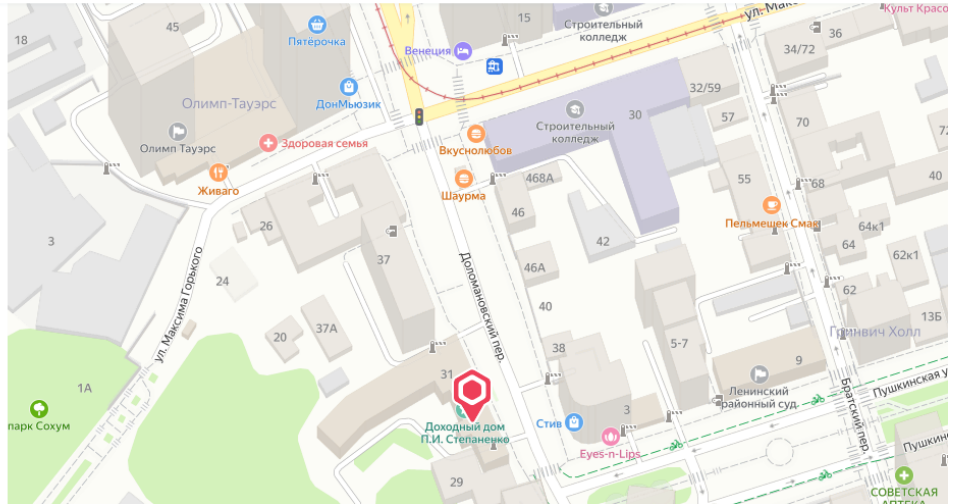 ул. Макс
Культ Красо
15
Строительный
колледж
36
45
Пятёрочка
18
Венеция
34/72
32/59
Олимп-Тауэрс
ДонМьюзик
30
57
70
Строительный
колледж
72
Олимп Тауэрс
Здоровая семья
Вкуснолюбов
Живаго
Шаурма
468А
55
68
40
46
Пельмешек Смак
64к1
3
26
42
64
37
62к1
46А
ул. Максима Горького
24
Доломановский пер.
62
40
13Б
37А
Гринвич Холл
20
38
5-7
9
31
1А
Ленинский
районный суд
Пушкинская у
парк Сохум
Доходный дом
П.И. Степаненко
Стив
3
Братский пер.
Eyes-n-Lips
Пушкин
29
СОВЕТСКАЯ
АПТЕКА